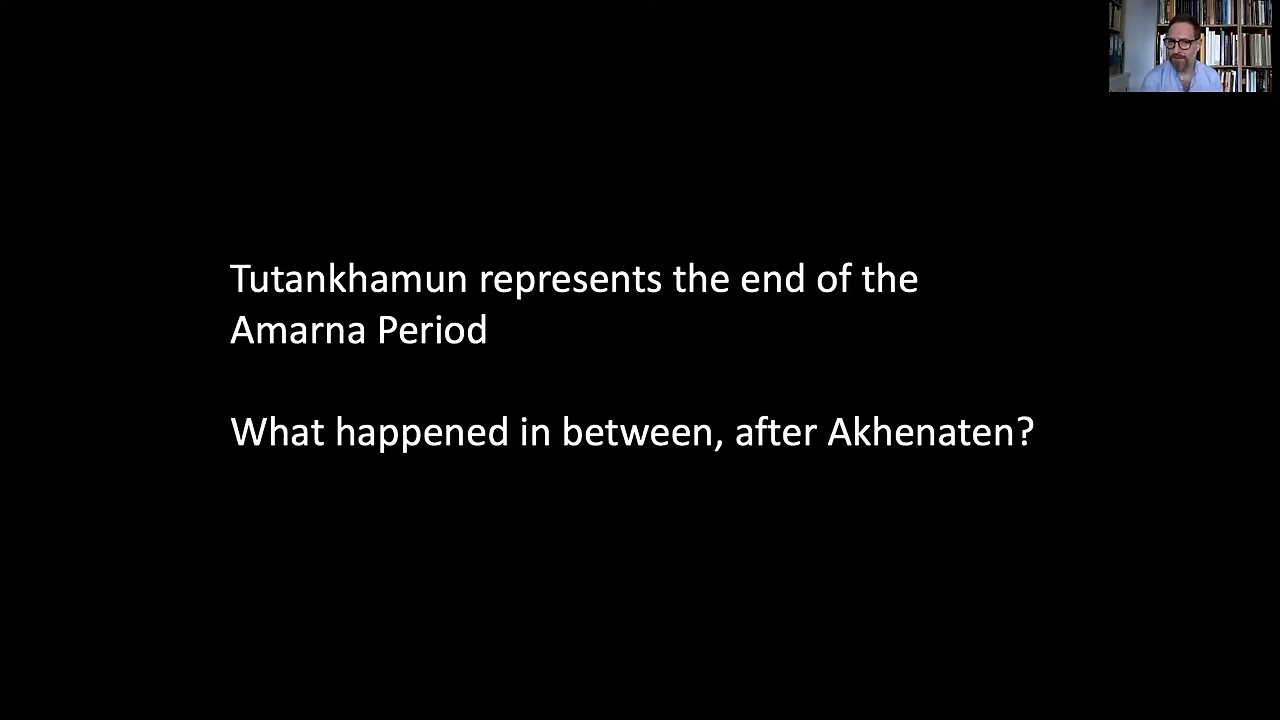 Tutankhamun represents the end of the
Amarna Period
What happened in between, after Akhenaten?